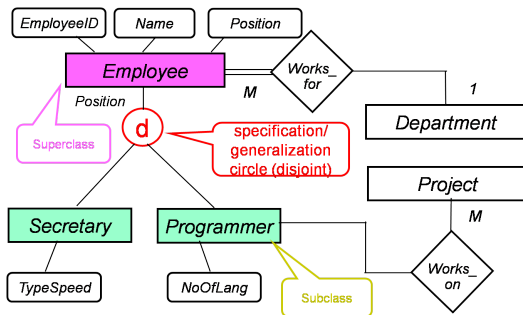 EmployeeID
Name
Position
Employee
Works_
for
M
1
Position
Superclass
d
specification/
generalization
circle (disjoint)
Department
Project
Secretary
Programmer
M
Works_
on
TypeSpeed
NoOfLang
Subclass